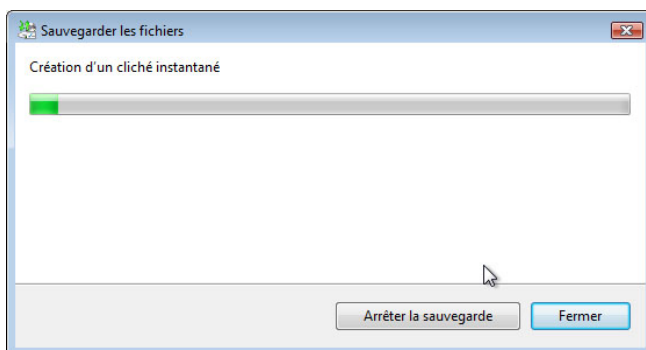 Sauvegarder les fichiers
Création d'un cliché instantané
Arrêter la sauvegarde
Fermer